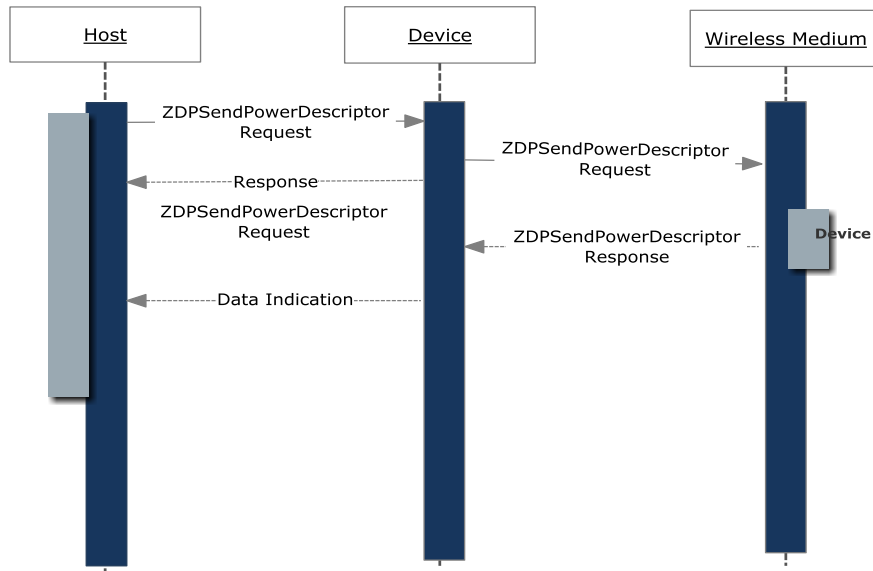 Host
Device
Wireless Medium
ZDPSendPowerDescriptor
Request
ZDPSendPowerDescriptor
Request
Response
ZDPSendPowerDescriptor
Request
Device
ZDPSendPowerDescriptor
Response
Data Indication